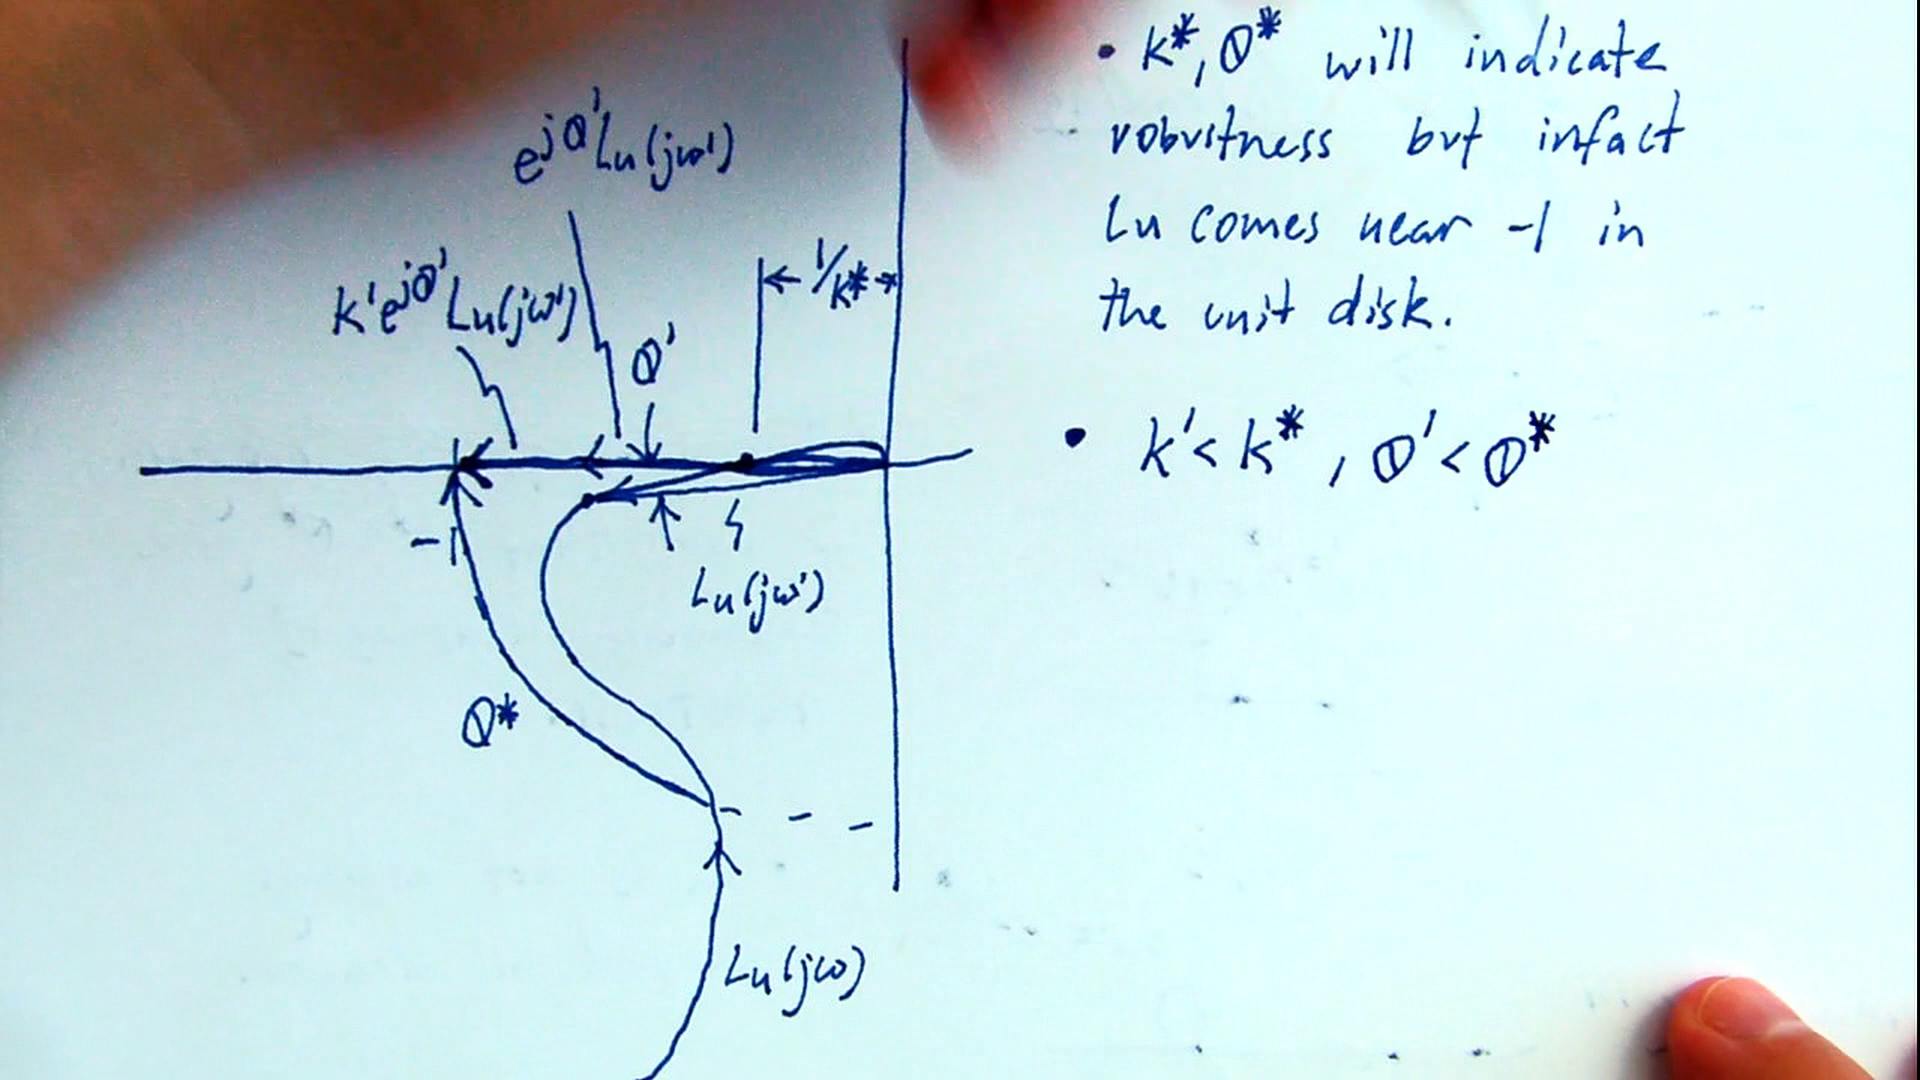 • k*, θ* will indicate
robustness but infact
Lu comes near -1 in
the unit disk.
• k' < k* , θ' < θ*
e^jθ' Lu(jω')
k'e^jθ' Lu(jω')
θ'
← 1/k* →
-1
Lu(jω')
θ*
Lu(jω)